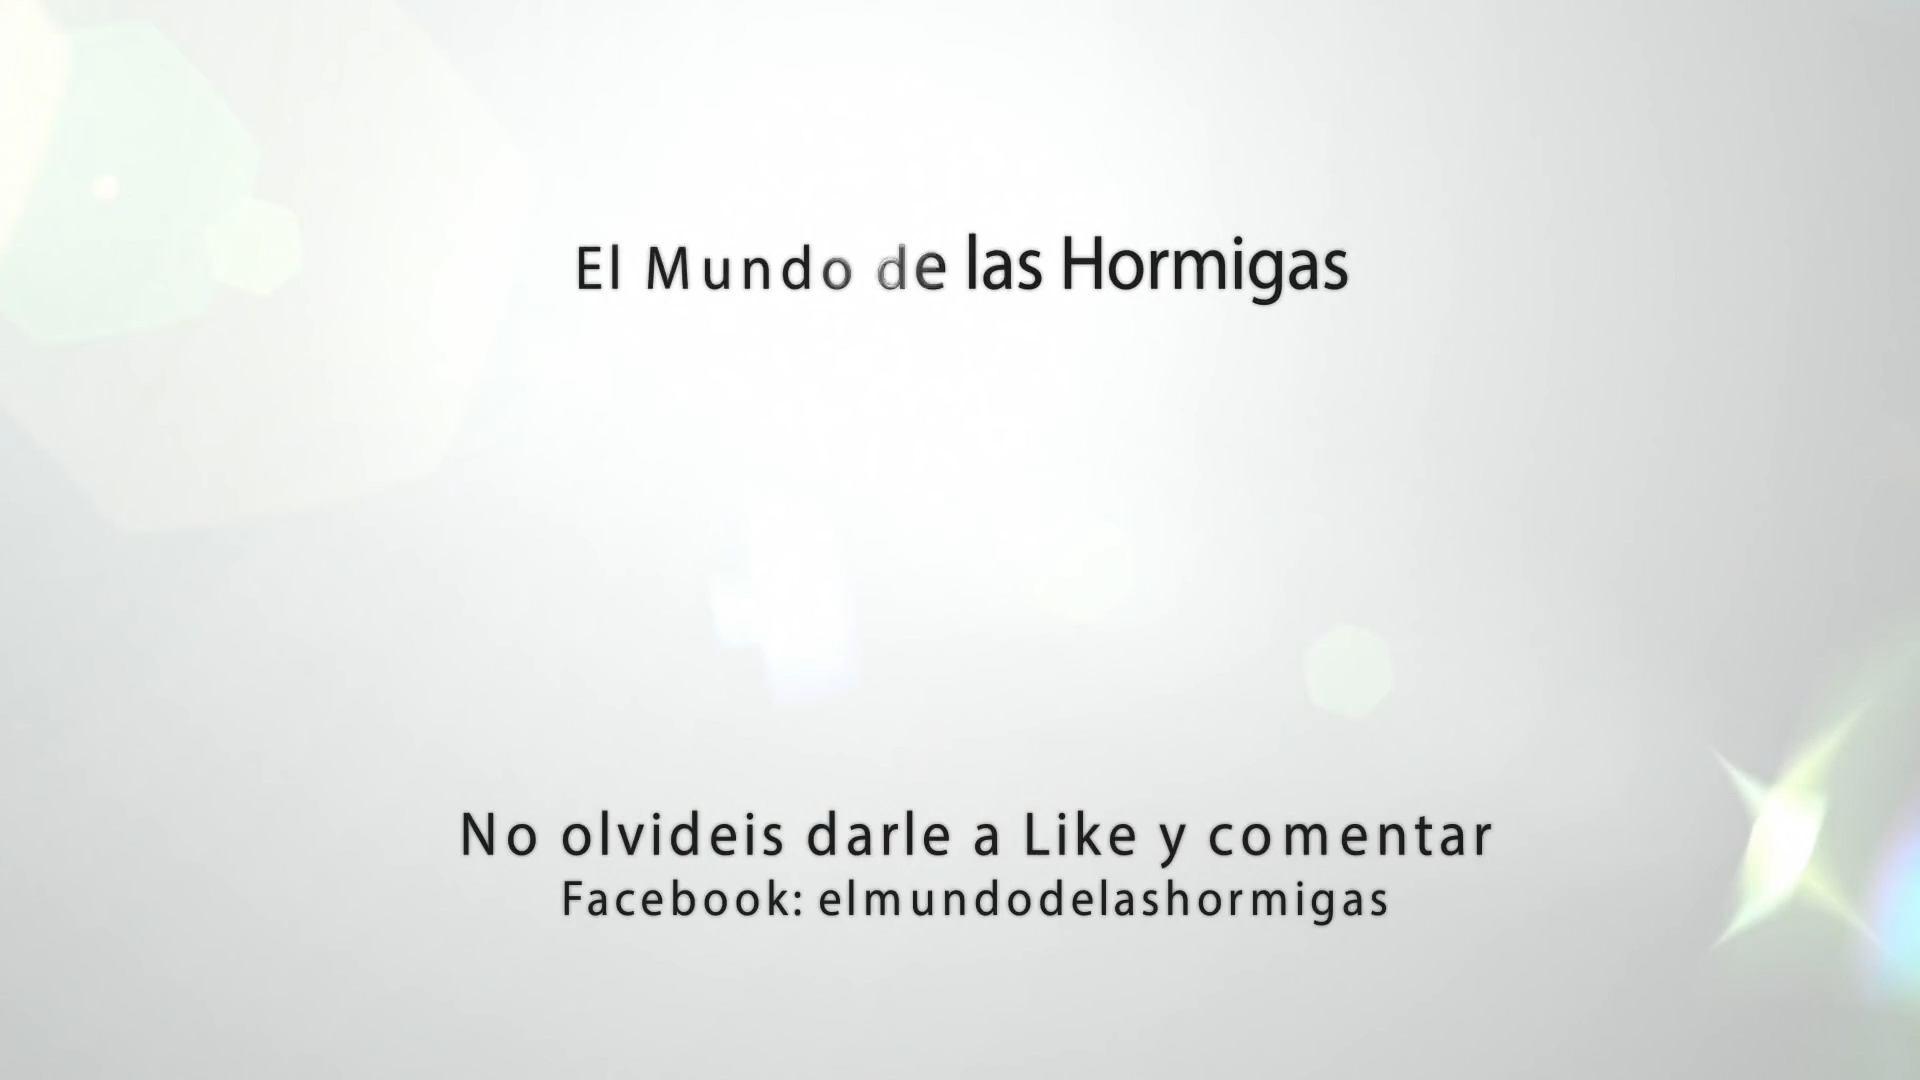 El Mundo de las Hormigas
No olvideis darle a Like y comentar
Facebook: elmundodelashormigas